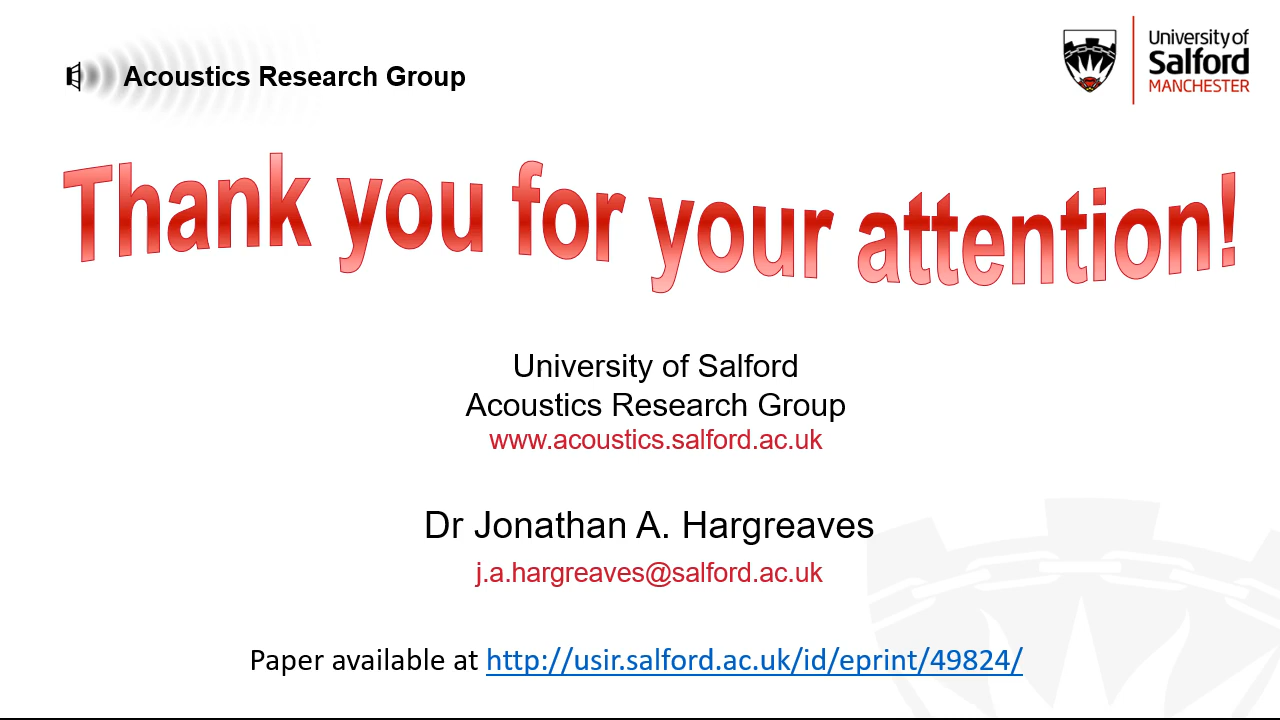 Acoustics Research Group
University of
Salford
MANCHESTER
Thank you for your attention!
University of Salford
Acoustics Research Group
www.acoustics.salford.ac.uk
Dr Jonathan A. Hargreaves
j.a.hargreaves@salford.ac.uk
Paper available at http://usir.salford.ac.uk/id/eprint/49824/